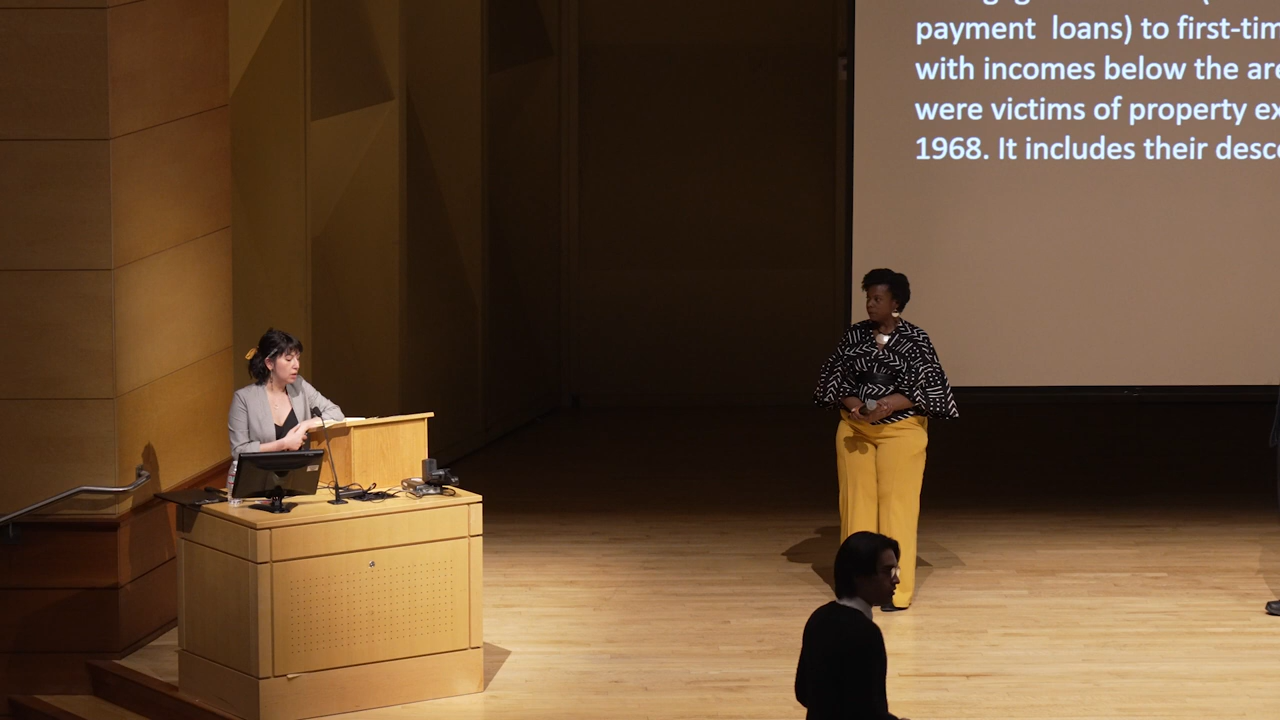 payment loans) to first-tim
with incomes below the are
were victims of property ex
1968. It includes their desce